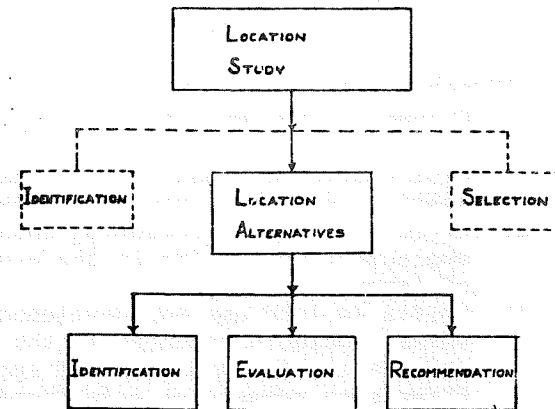 LOCATION
STUDY
IDENTIFICATION
LOCATION
ALTERNATIVES
SELECTION
IDENTIFICATION
EVALUATION
RECOMMENDATION